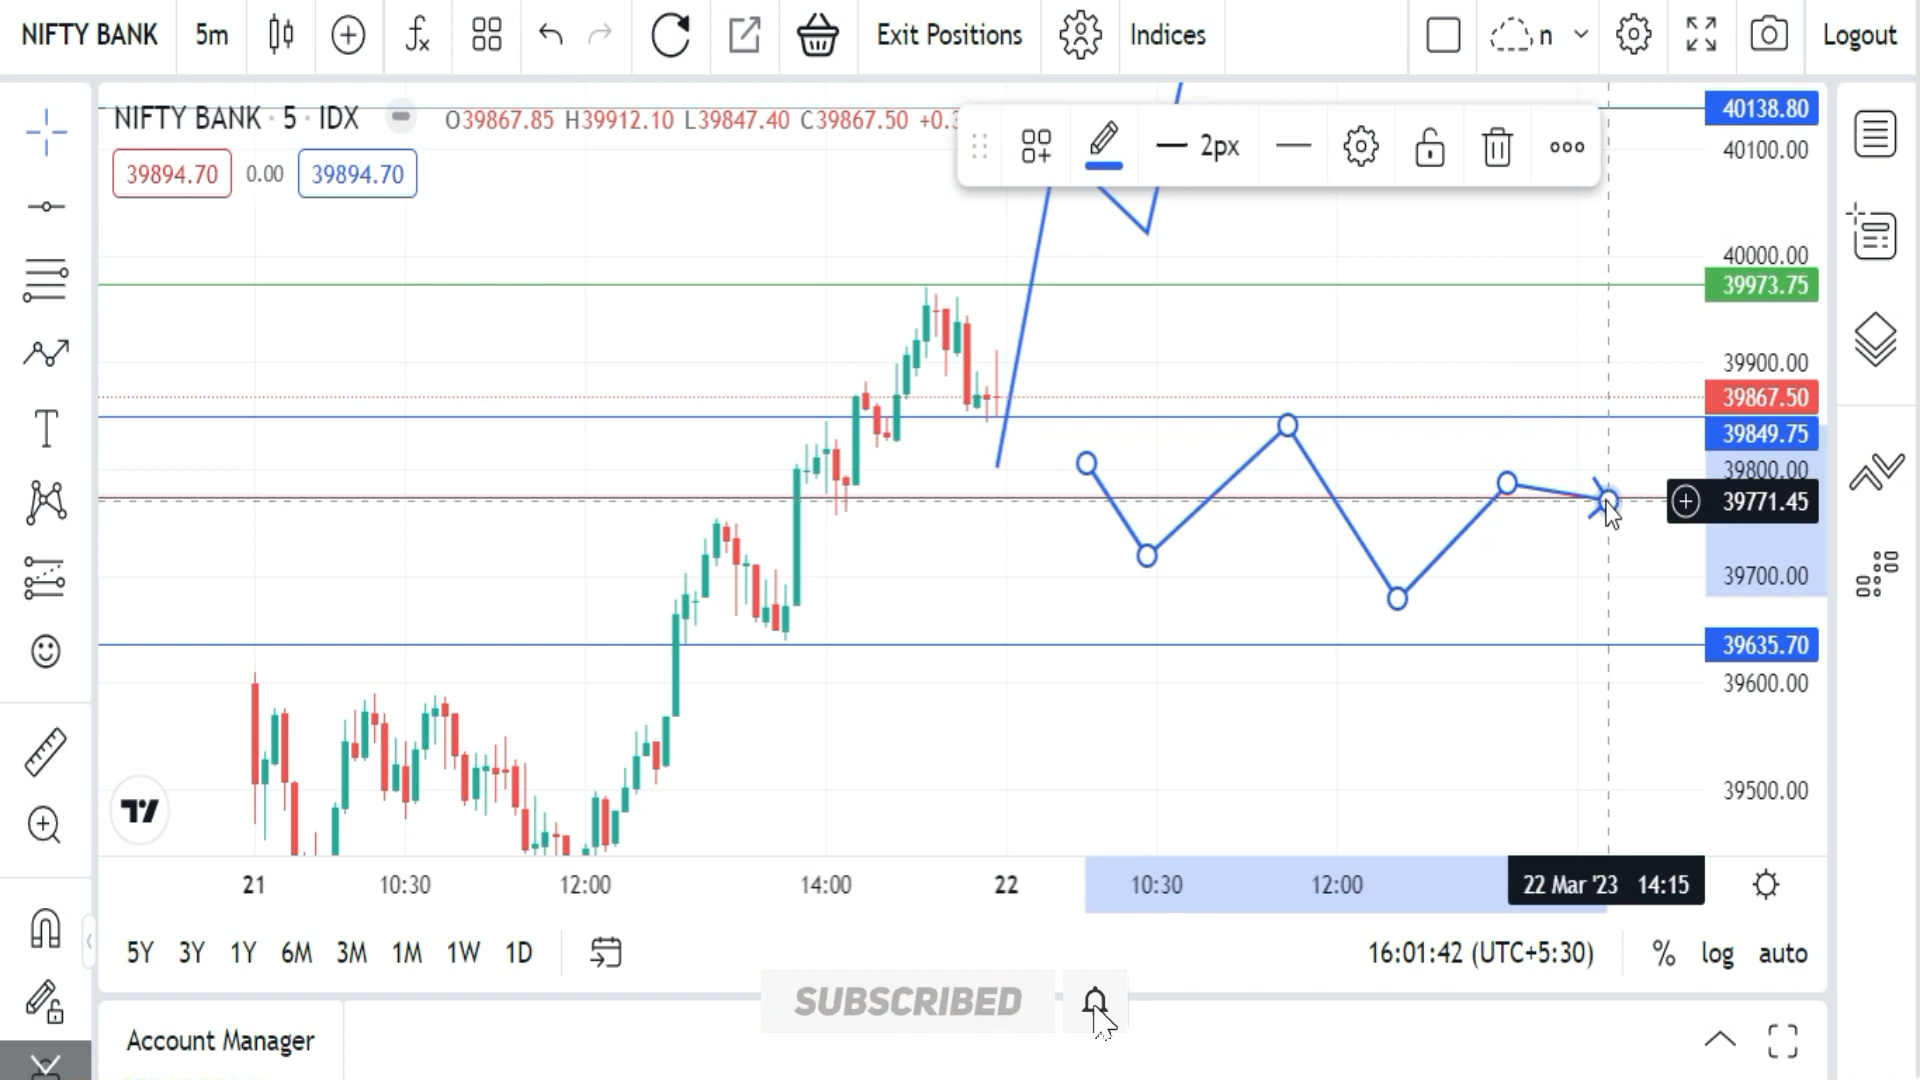 NIFTY BANK 5m Exit Positions Indices n Logout
NIFTY BANK · 5 · IDX O39867.85 H39912.10 L39847.40 C39867.50
39894.70 0.00 39894.70
2px
40138.80
40100.00
40000.00
39973.75
39900.00
39867.50
39849.75
39800.00
39771.45
39700.00
39635.70
39600.00
39500.00
21 10:30 12:00 14:00 22 10:30 12:00 22 Mar '23 14:15
5Y 3Y 1Y 6M 3M 1M 1W 1D 16:01:42 (UTC+5:30) % log auto
SUBSCRIBED
Account Manager